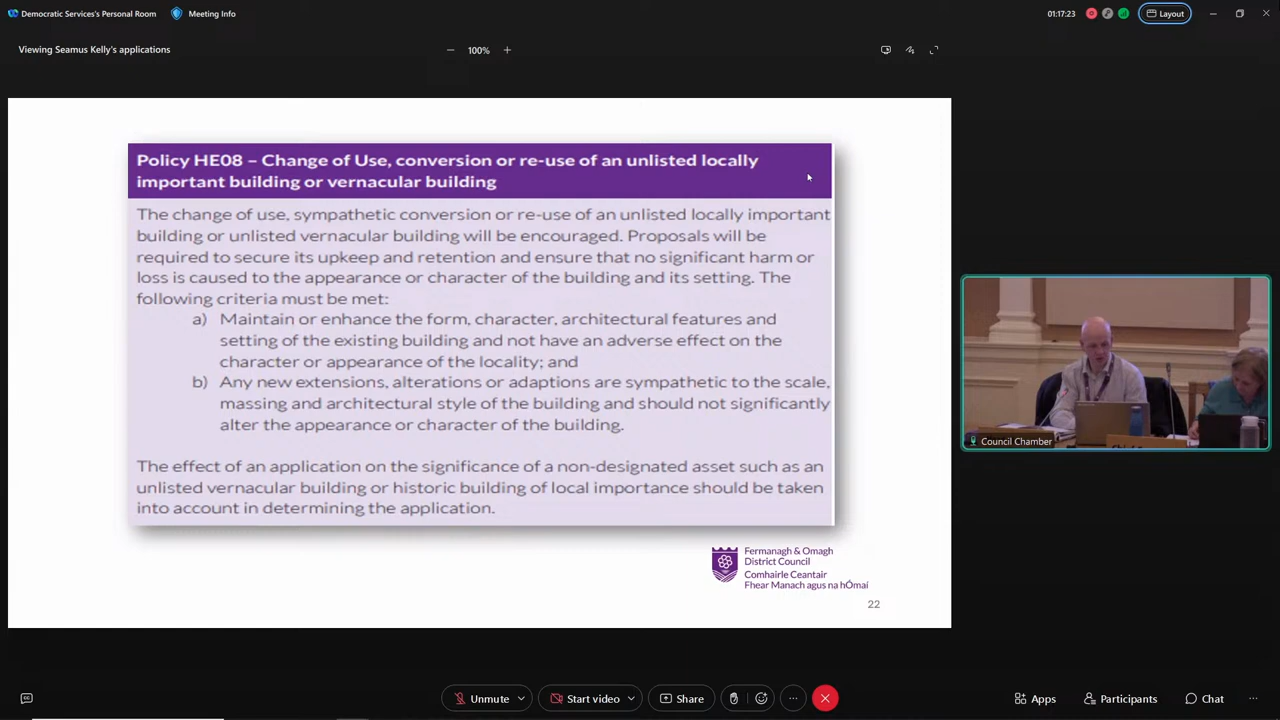 Democratic Services's Personal Room
Meeting Info
01:17:23
Layout
Viewing Seamus Kelly's applications
100%
Policy HE08 – Change of Use, conversion or re-use of an unlisted locally
important building or vernacular building
The change of use, sympathetic conversion or re-use of an unlisted locally important
building or unlisted vernacular building will be encouraged. Proposals will be
required to secure its upkeep and retention and ensure that no significant harm or
loss is caused to the appearance or character of the building and its setting. The
following criteria must be met:
a) Maintain or enhance the form, character, architectural features and
setting of the existing building and not have an adverse effect on the
character or appearance of the locality; and
b) Any new extensions, alterations or adaptions are sympathetic to the scale,
massing and architectural style of the building and should not significantly
alter the appearance or character of the building.
The effect of an application on the significance of a non-designated asset such as an
unlisted vernacular building or historic building of local importance should be taken
into account in determining the application.
Fermanagh & Omagh
District Council
Comhairle Ceantair
Fhear Manach agus na hÓmaí
22
Council Chamber
Unmute
Start video
Share
Apps
Participants
Chat